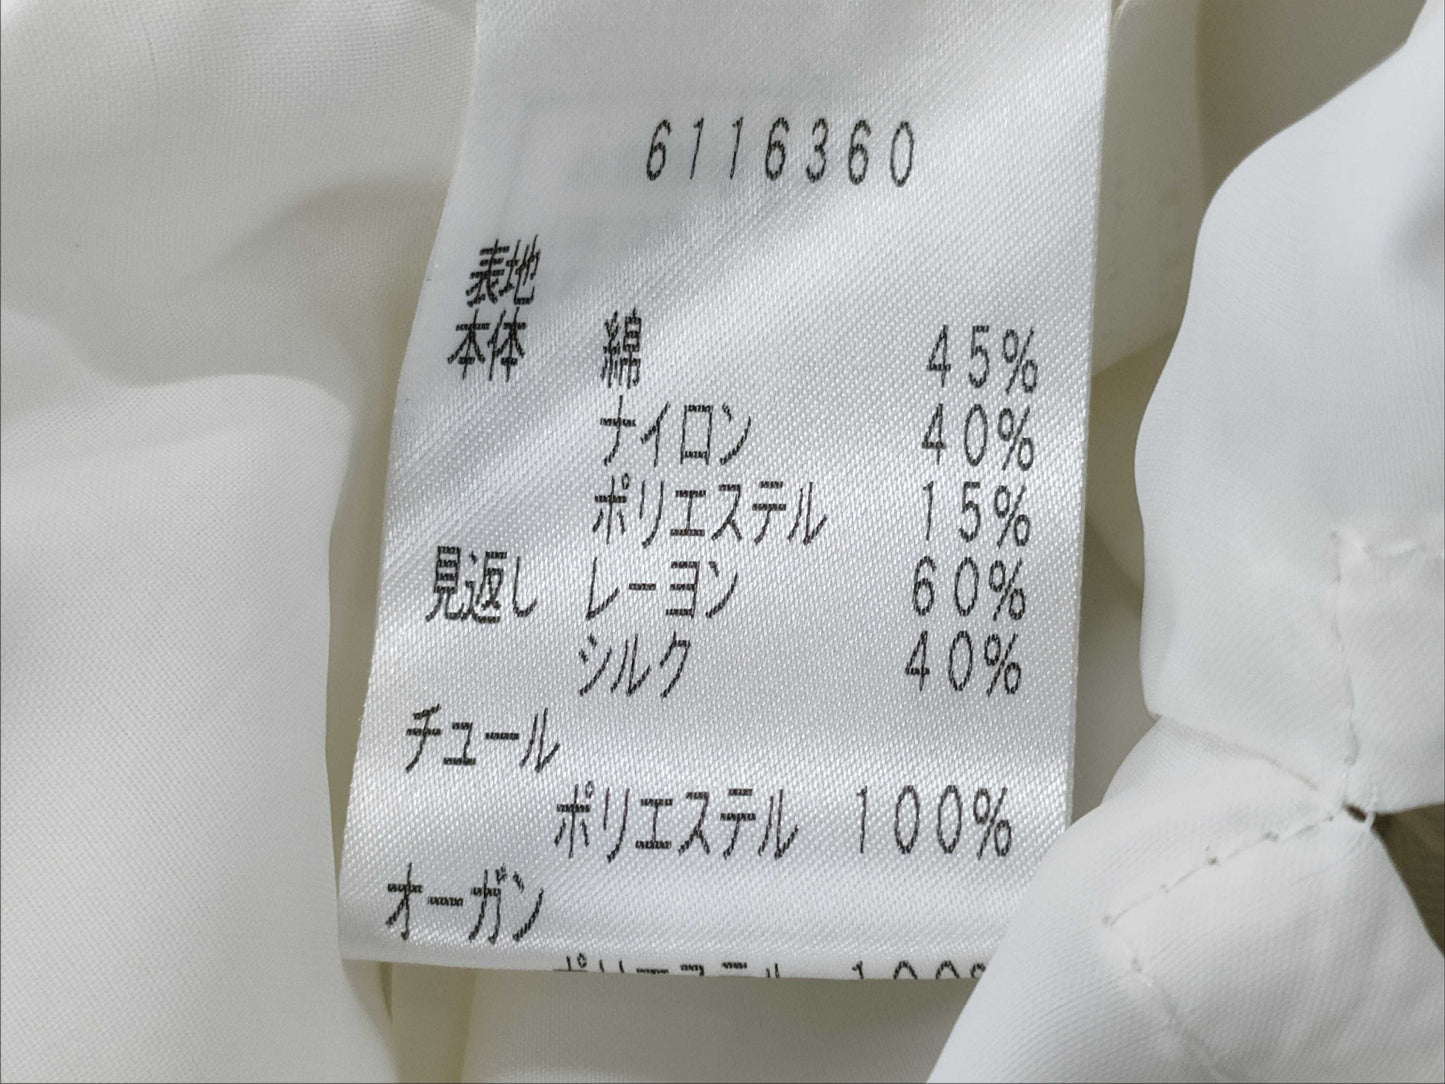 6116360
表地
本体 綿 45%
ナイロン 40%
ポリエステル 15%
見返し レーヨン 60%
シルク 40%
チュール
ポリエステル 100%
オーガン